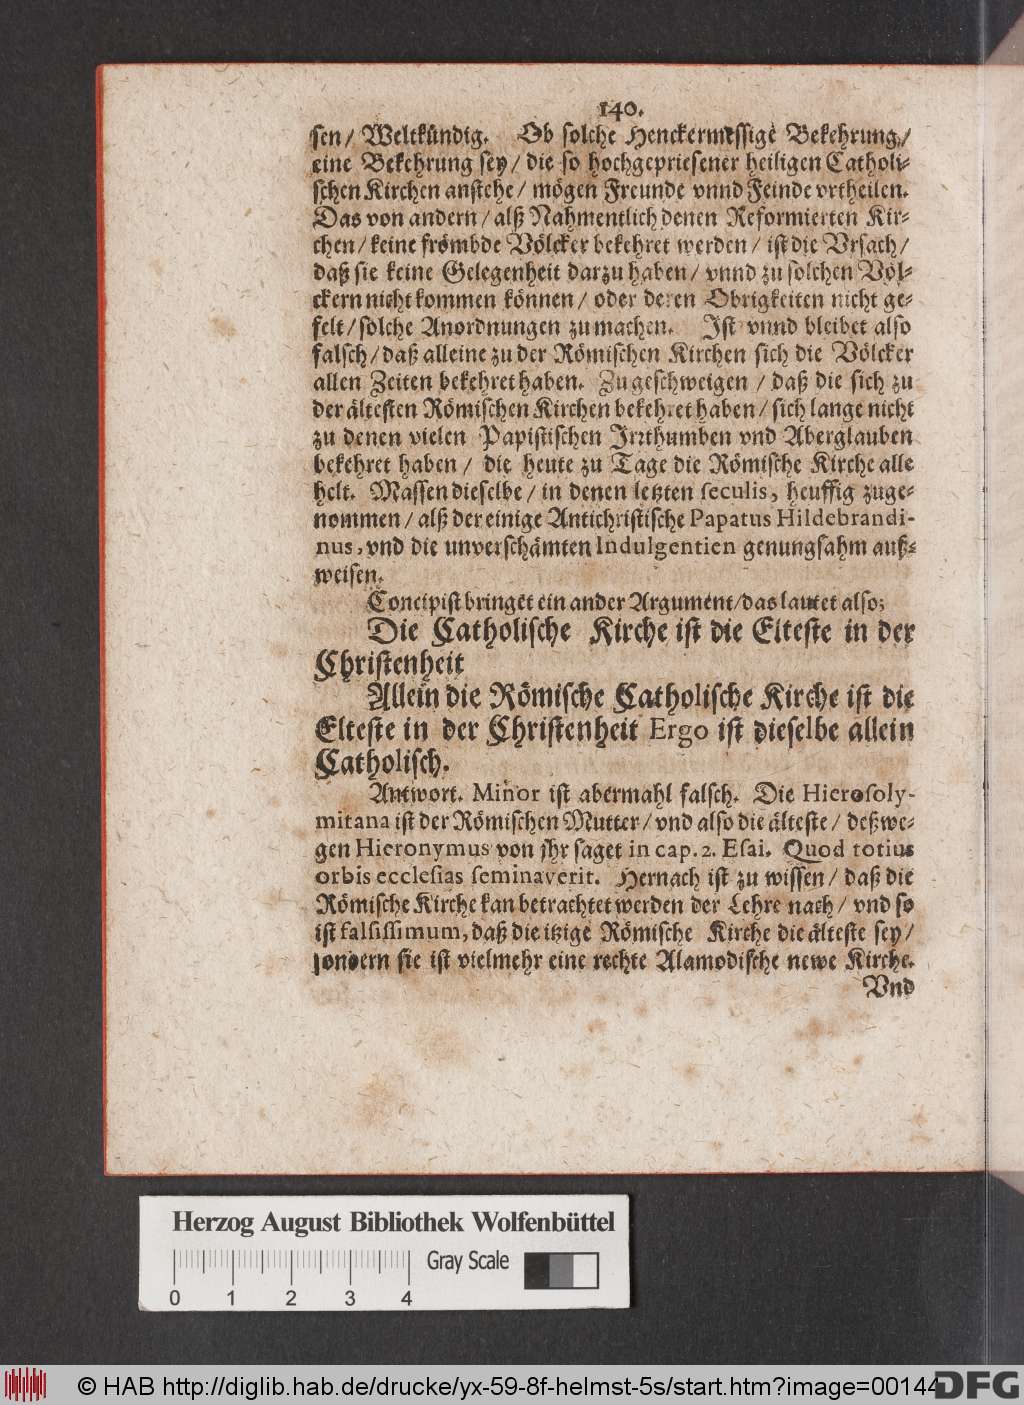 140.
sen/ Weltkündig. Ob solche Henckermessige Bekehrung/
eine Bekehrung sey/ die so hochgepriesener heiligen Catholi-
schen Kirchen anstehe/ mögen Freunde vnnd Feinde vrtheilen.
Das von andern/ alß Nahmentlich denen Reformierten Kir-
chen/ keine frömbde Völcker bekehret werden/ ist die Vrsach/
daß sie keine Gelegenheit darzu haben/ vnnd zu solchen Völ-
ckern nicht kommen können/ oder deren Obrigkeiten nicht ge-
felt/ solche Anordnungen zu machen. Ist vnnd bleibet also
falsch/ daß alleine zu der Römischen Kirchen sich die Völcker
allen Zeiten bekehret haben. Zu geschweigen/ daß die sich zu
der ältesten Römischen Kirchen bekehret haben/ sich lange nicht
zu denen vielen Papistischen Irrthumben vnd Aberglauben
bekehret haben/ die heute zu Tage die Römische Kirche alle
helt. Massen dieselbe/ in denen letzten seculis, heuffig zuge-
nommen/ alß der einige Antichristische Papatus Hildebrandi-
nus, vnd die unverschämten Indulgentien genungsahm auß-
weisen.
Concipist bringet ein ander Argument/ das lautet also;
Die Catholische Kirche ist die Elteste in der
Christenheit
Allein die Römische Catholische Kirche ist die
Elteste in der Christenheit Ergo ist dieselbe allein
Catholisch.
Antwort. Minor ist abermahl falsch. Die Hierosoly-
mitana ist der Römischen Mutter/ vnd also die älteste/ deßwe-
gen Hieronymus von jhr saget in cap. 2. Esai. Quod totius
orbis ecclesias seminaverit. Hernach ist zu wissen/ daß die
Römische Kirche kan betrachtet werden der Lehre nach/ vnd so
ist falsissimum, daß die itzige Römische Kirche die älteste sey/
sondern sie ist vielmehr eine rechte Alamodische newe Kirche.
Vnd
Herzog August Bibliothek Wolfenbüttel
Gray Scale
0 1 2 3 4
© HAB http://diglib.hab.de/drucke/yx-59-8f-helmst-5s/start.htm?image=00144
DFG